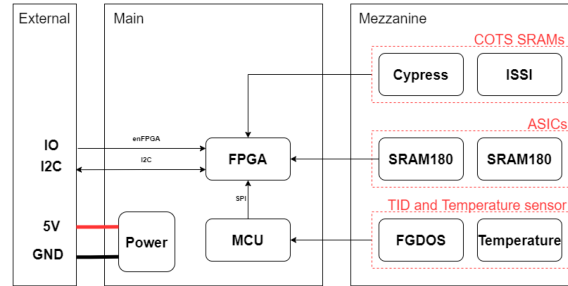 External
Main
Mezzanine
COTS SRAMs
Cypress
ISSI
ASICs
IO
enFPGA
I2C
I2C
FPGA
SRAM180
SRAM180
SPI
TID and Temperature sensor
5V
GND
Power
MCU
FGDOS
Temperature